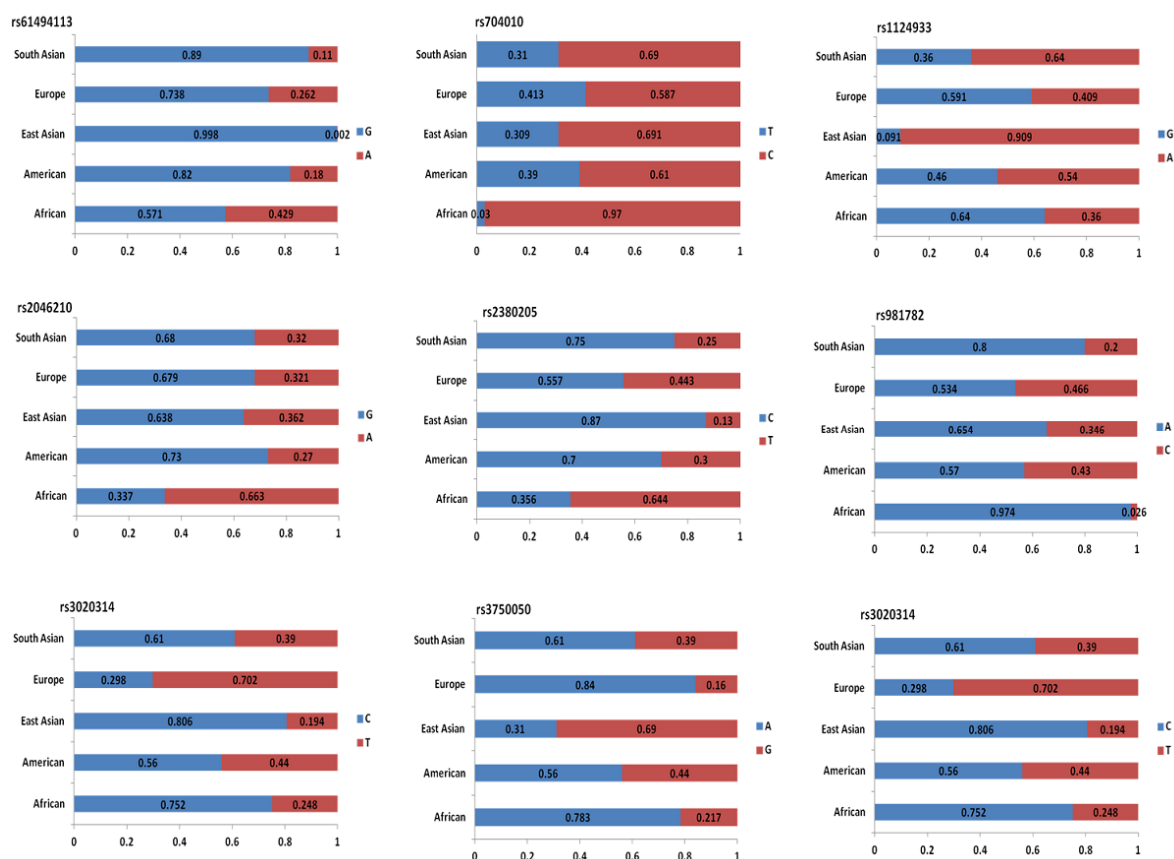 rs61494113
South Asian 0.89 0.11
Europe 0.738 0.262
East Asian 0.998 0.002
American 0.82 0.18
African 0.571 0.429
0 0.2 0.4 0.6 0.8 1
G
A
rs704010
South Asian 0.31 0.69
Europe 0.413 0.587
East Asian 0.309 0.691
American 0.39 0.61
African 0.03 0.97
0 0.2 0.4 0.6 0.8 1
T
C
rs1124933
South Asian 0.36 0.64
Europe 0.591 0.409
East Asian 0.091 0.909
American 0.46 0.54
African 0.64 0.36
0 0.2 0.4 0.6 0.8 1
G
A
rs2046210
South Asian 0.68 0.32
Europe 0.679 0.321
East Asian 0.638 0.362
American 0.73 0.27
African 0.337 0.663
0 0.2 0.4 0.6 0.8 1
G
A
rs2380205
South Asian 0.75 0.25
Europe 0.557 0.443
East Asian 0.87 0.13
American 0.7 0.3
African 0.356 0.644
0 0.2 0.4 0.6 0.8 1
C
T
rs981782
South Asian 0.8 0.2
Europe 0.534 0.466
East Asian 0.654 0.346
American 0.57 0.43
African 0.974 0.026
0 0.2 0.4 0.6 0.8 1
A
C
rs3020314
South Asian 0.61 0.39
Europe 0.298 0.702
East Asian 0.806 0.194
American 0.56 0.44
African 0.752 0.248
0 0.2 0.4 0.6 0.8 1
C
T
rs3750050
South Asian 0.61 0.39
Europe 0.84 0.16
East Asian 0.31 0.69
American 0.56 0.44
African 0.783 0.217
0 0.2 0.4 0.6 0.8 1
A
G
rs3020314
South Asian 0.61 0.39
Europe 0.298 0.702
East Asian 0.806 0.194
American 0.56 0.44
African 0.752 0.248
0 0.2 0.4 0.6 0.8 1
C
T